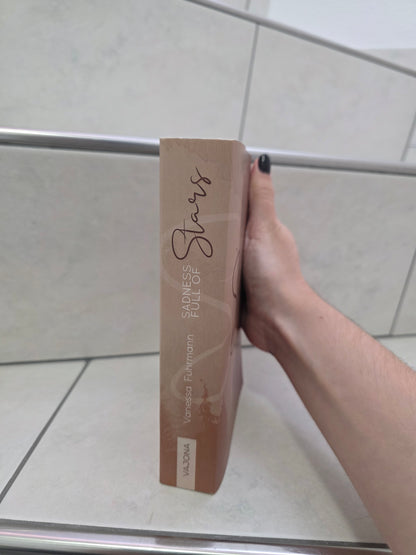 SADNESS
FULL OF
Stars
Vanessa Fuhrmann
VAJONA